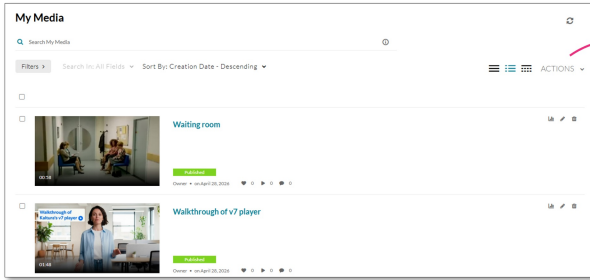 My Media
Search My Media
Filters
Search In: All Fields
Sort By: Creation Date - Descending
ACTIONS
Waiting room
00:58
Published
Owner • on April 28, 2026 0 0 0
Walkthrough of v7 player
Walkthrough of
Kaltura's v7 player
01:48
Published
Owner • on April 28, 2026 0 0 0